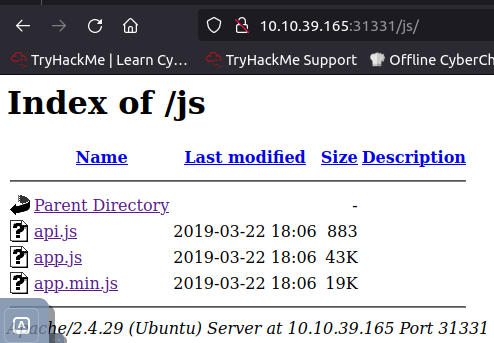 10.10.39.165:31331/js/
TryHackMe | Learn Cy… TryHackMe Support Offline CyberCh
Index of /js
Name Last modified Size Description
Parent Directory -
api.js 2019-03-22 18:06 883
app.js 2019-03-22 18:06 43K
app.min.js 2019-03-22 18:06 19K
A
Apache/2.4.29 (Ubuntu) Server at 10.10.39.165 Port 31331